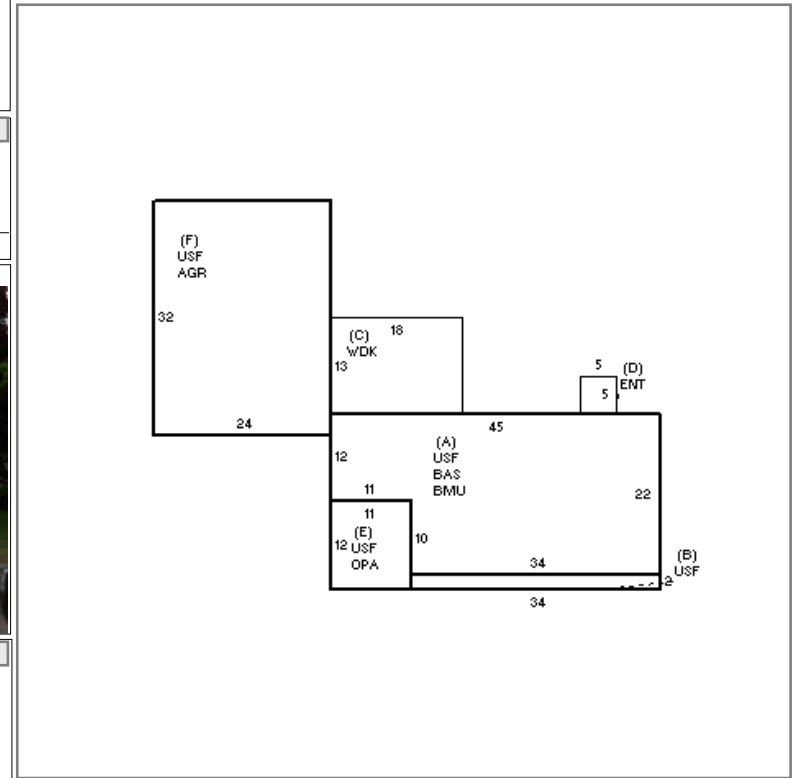 (F)
USF
AGR
32
24
(C)
WDK
18
13
5
(D)
ENT
5
45
(A)
USF
BAS
BMU
12
22
11
11
(E)
USF
OPA
12
10
34
(B)
USF
2
34